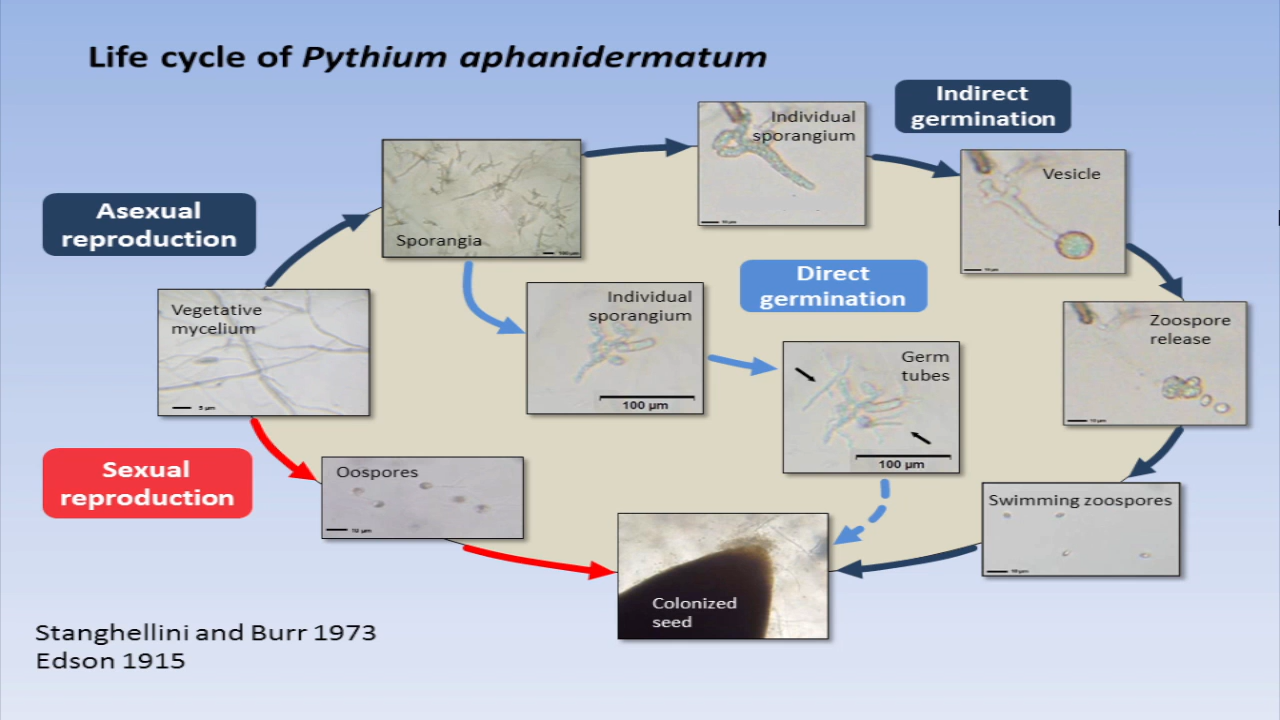 Life cycle of Pythium aphanidermatum
Indirect
germination
Individual
sporangium
Vesicle
Asexual
reproduction
Sporangia
Direct
germination
Vegetative
mycelium
Individual
sporangium
100 µm
Zoospore
release
Germ
tubes
100 µm
Sexual
reproduction
Oospores
Swimming zoospores
Colonized
seed
Stanghellini and Burr 1973
Edson 1915